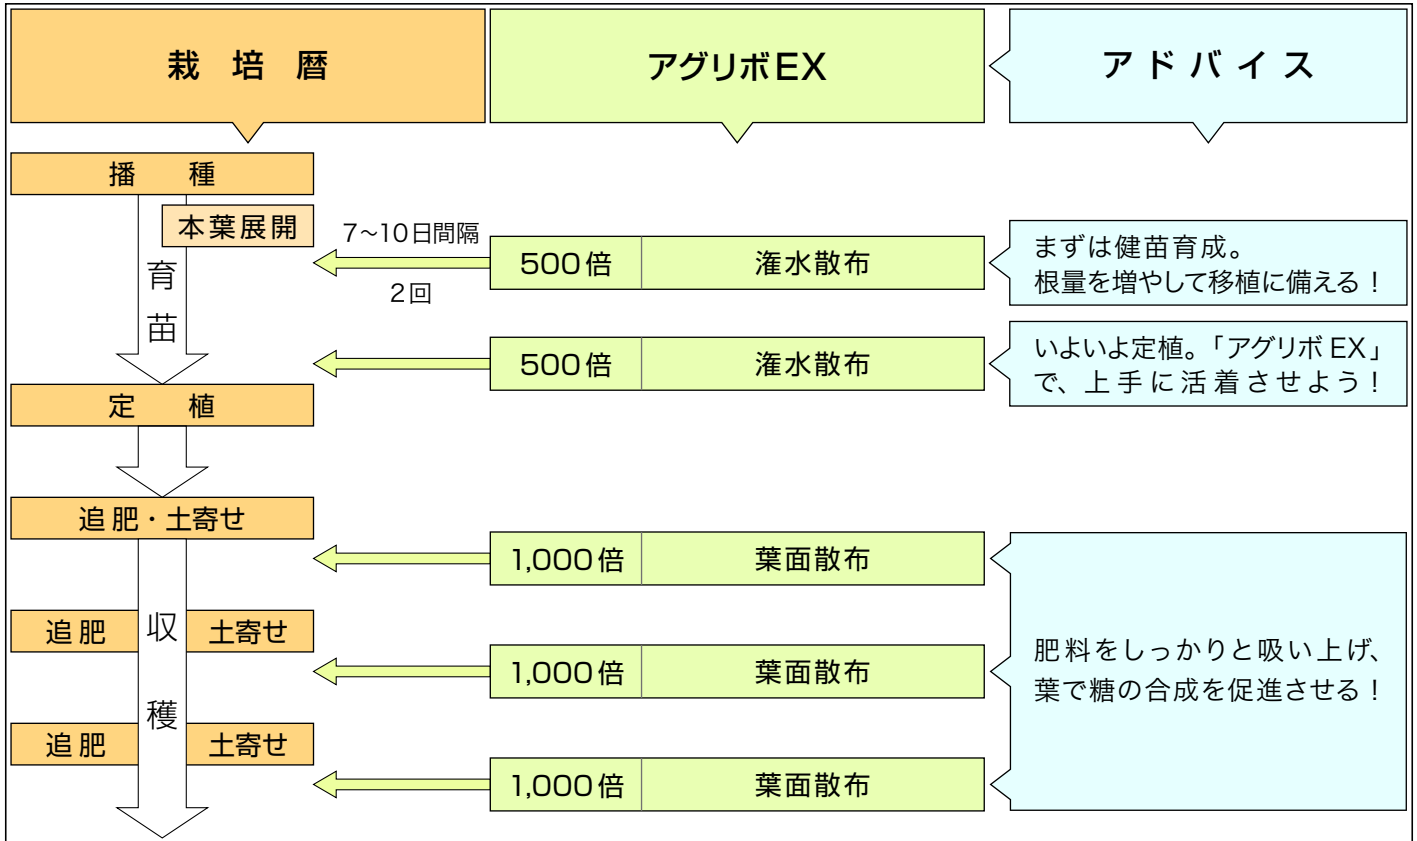 栽培暦
アグリボEX
アドバイス
播種
本葉展開
育苗
7〜10日間隔
2回
500倍 潅水散布
まずは健苗育成。
根量を増やして移植に備える！
500倍 潅水散布
いよいよ定植。「アグリボEX」
で、上手に活着させよう！
定植
追肥・土寄せ
1,000倍 葉面散布
収穫
追肥 土寄せ
1,000倍 葉面散布
肥料をしっかりと吸い上げ、
葉で糖の合成を促進させる！
追肥 土寄せ
1,000倍 葉面散布